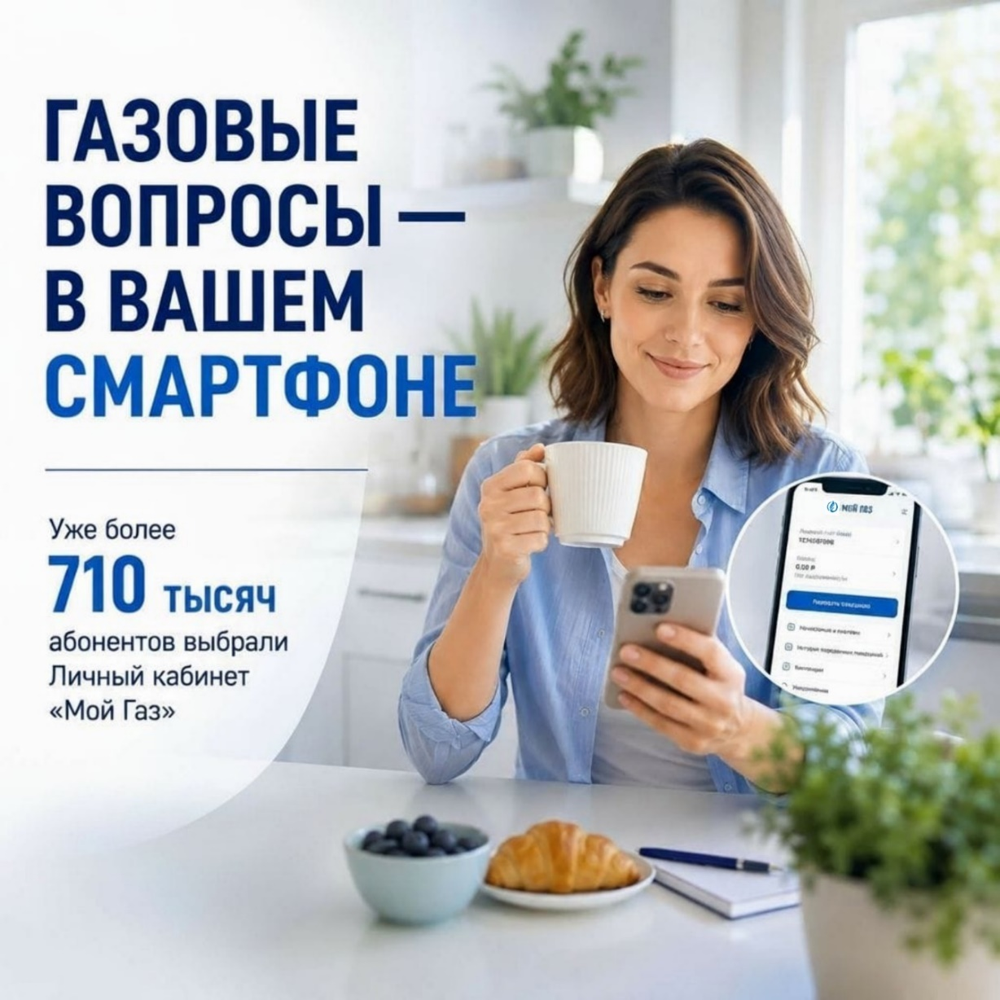 ГАЗОВЫЕ
ВОПРОСЫ —
В ВАШЕМ
СМАРТФОНЕ
Уже более
710 тысяч
абонентов выбрали
Личный кабинет
«Мой Газ»
0,00 ₽